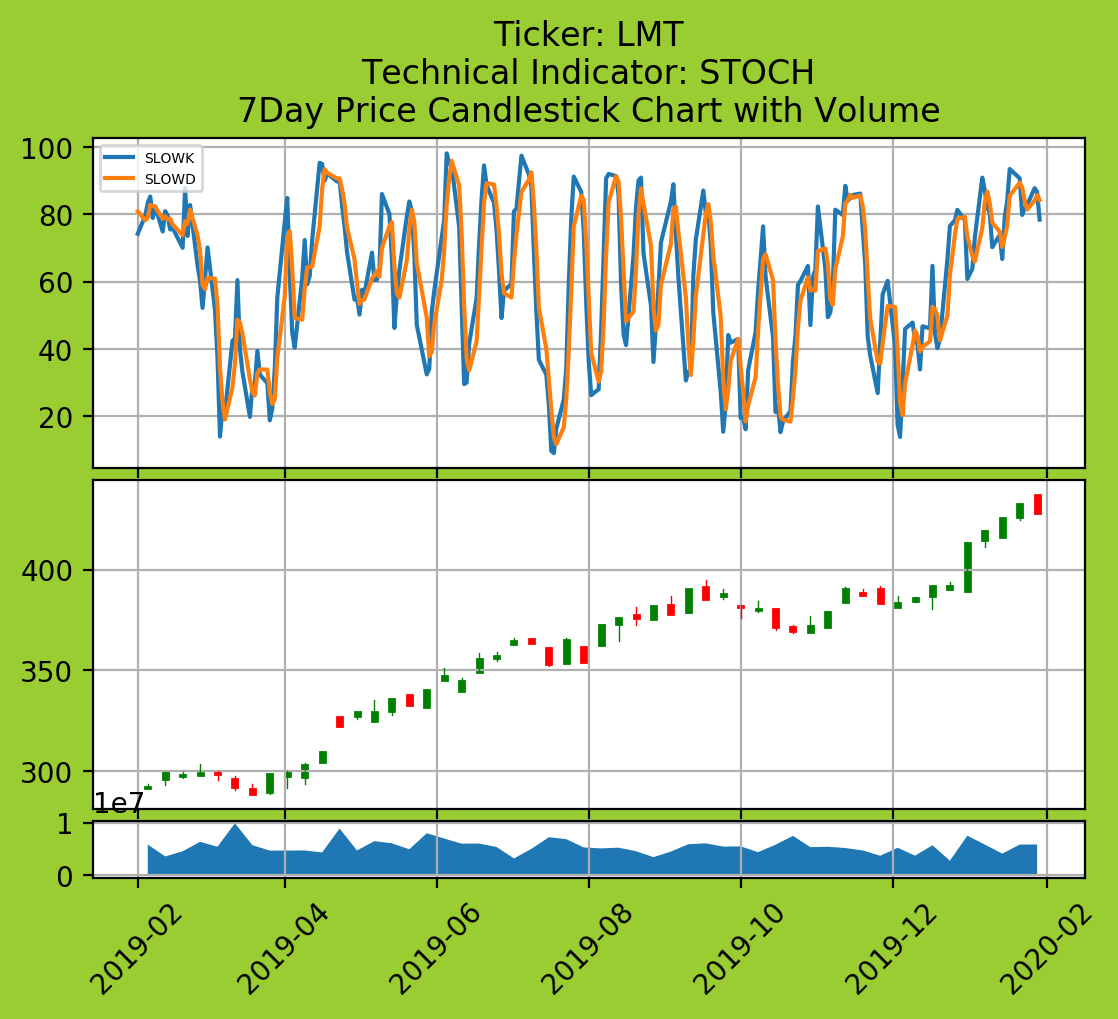 Ticker: LMT
Technical Indicator: STOCH
7Day Price Candlestick Chart with Volume
100
80
60
40
20
SLOWK
SLOWD
400
350
300
1e7
1
0
2019-02
2019-04
2019-06
2019-08
2019-10
2019-12
2020-02